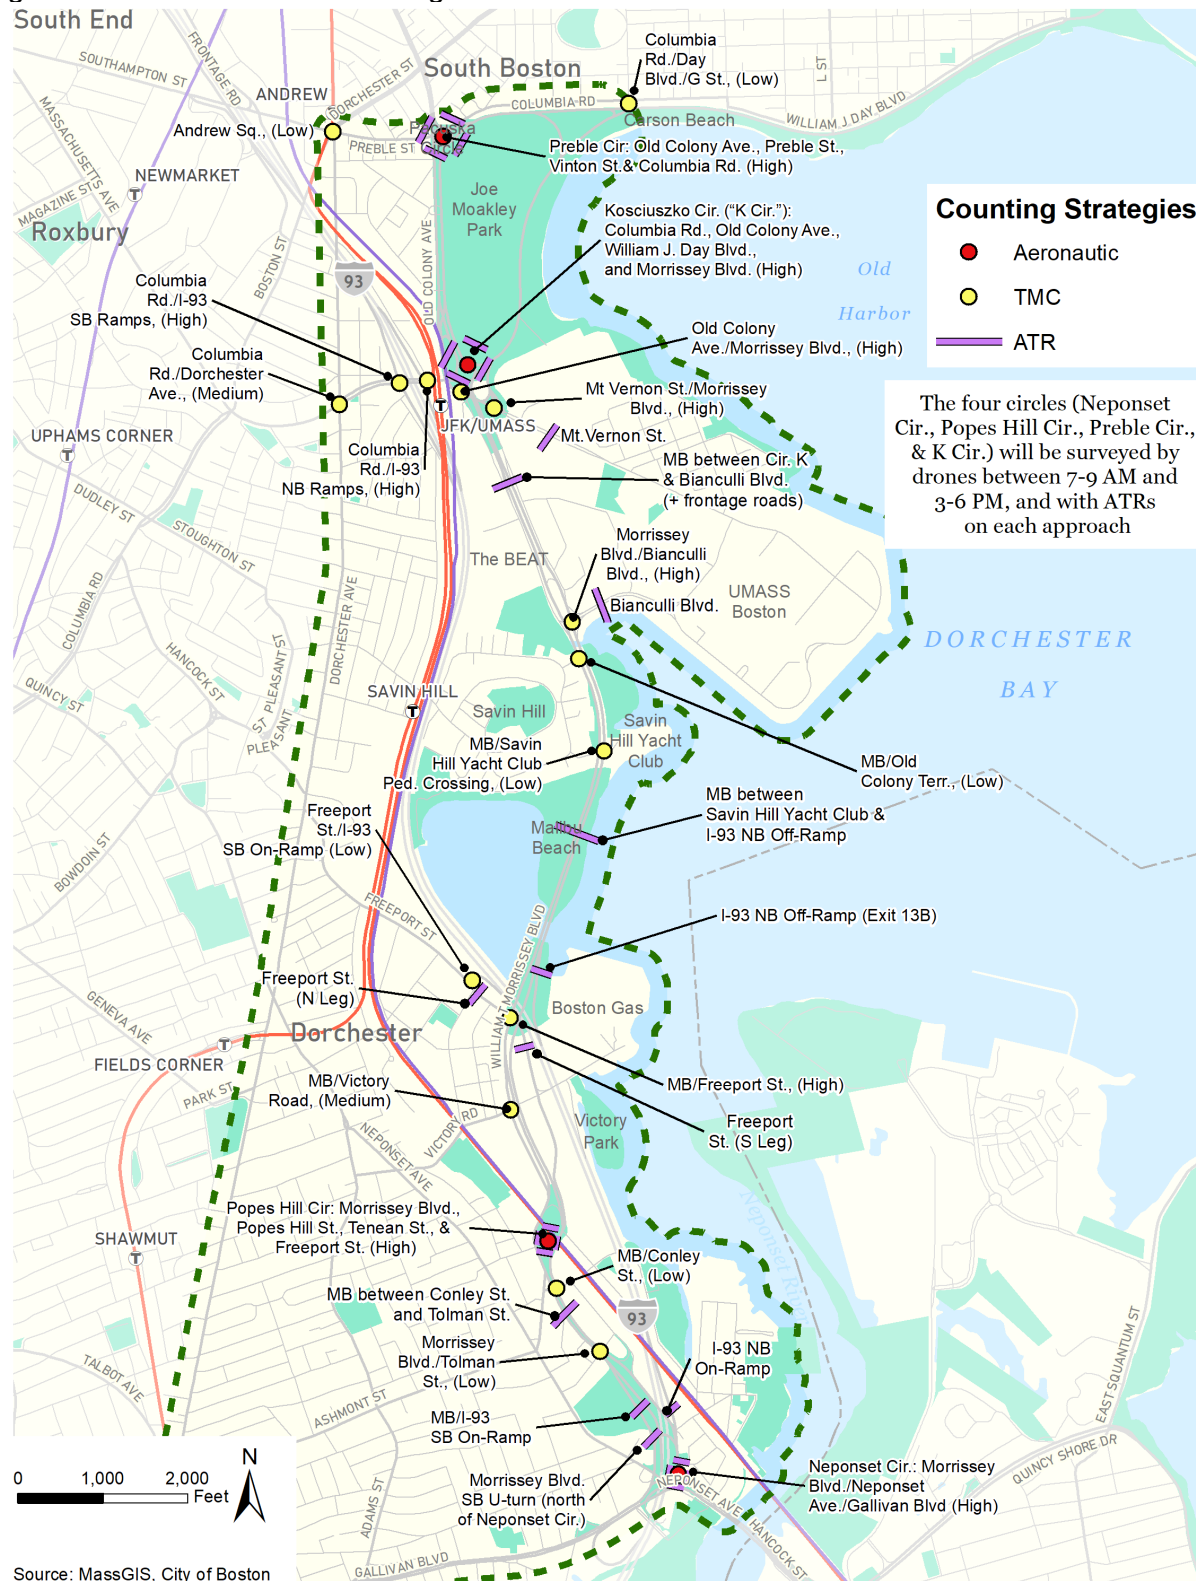 South End
SOUTHAMPTON ST
FRONTAGE RD
DORCHESTER ST
South Boston
Columbia
Rd./Day
Blvd./G St., (Low)
L ST
ANDREW
COLUMBIA RD
WILLIAM J DAY BLVD
MASSACHUSETTS AVE
Andrew Sq., (Low)
Carson Beach
PREBLE ST
Preble Cir: Old Colony Ave., Preble St.,
Vinton St.& Columbia Rd. (High)
NEWMARKET
T
MAGAZINE ST
Roxbury
Joe
Moakley
Park
Kosciuszko Cir. (“K Cir.”):
Columbia Rd., Old Colony Ave.,
William J. Day Blvd.,
and Morrissey Blvd. (High)
Counting Strategies
Aeronautic
TMC
ATR
BOSTON ST
93
OLD COLONY AVE
Old
Harbor
Columbia
Rd./I-93
SB Ramps, (High)
Old Colony
Ave./Morrissey Blvd., (High)
Columbia
Rd./Dorchester
Ave., (Medium)
Mt Vernon St./Morrissey
Blvd., (High)
The four circles (Neponset
Cir., Popes Hill Cir., Preble Cir.,
& K Cir.) will be surveyed by
drones between 7-9 AM and
3-6 PM, and with ATRs
on each approach
T
JFK/UMASS
UPHAMS CORNER
T
Mt.Vernon St.
Columbia
Rd./I-93
NB Ramps, (High)
MB between Cir. K
& Bianculli Blvd.
(+ frontage roads)
DUDLEY ST
STOUGHTON ST
The BEAT
Morrissey
Blvd./Bianculli
Blvd., (High)
UMASS
Boston
Bianculli Blvd.
COLUMBIA RD
DORCHESTER AVE
HANCOCK ST
PLEASANT ST
DORCHESTER
BAY
QUINCY ST
SAVIN HILL
T
ST
PLEASANT
Savin Hill
Savin
Hill Yacht
Club
MB/Savin
Hill Yacht Club
Ped. Crossing, (Low)
MB/Old
Colony Terr., (Low)
MB between
Savin Hill Yacht Club &
I-93 NB Off-Ramp
Freeport
St./I-93
SB On-Ramp (Low)
Malibu
Beach
BOWDOIN ST
FREEPORT ST
WILLIAM T MORRISSEY BLVD
I-93 NB Off-Ramp (Exit 13B)
Freeport St.
(N Leg)
Boston Gas
GENEVA AVE
Dorchester
T
FIELDS CORNER
MB/Freeport St., (High)
PARK ST
MB/Victory
Road, (Medium)
Freeport
St. (S Leg)
VICTORY RD
Victory
Park
NEPONSET AVE
Neponset River
Popes Hill Cir: Morrissey Blvd.,
Popes Hill St., Tenean St., &
Freeport St. (High)
SHAWMUT
T
MB/Conley
St., (Low)
MB between Conley St.
and Tolman St.
93
Morrissey
Blvd./Tolman
St., (Low)
I-93 NB
On-Ramp
TALBOT AVE
ASHMONT ST
EAST SQUANTUM ST
MB/I-93
SB On-Ramp
QUINCY SHORE DR
N
0 1,000 2,000
Feet
Morrissey Blvd.
SB U-turn (north
of Neponset Cir.)
Neponset Cir.: Morrissey
Blvd./Neponset
Ave./Gallivan Blvd (High)
NEPONSET AVE
ADAMS ST
HANCOCK ST
GALLIVAN BLVD
Source: MassGIS, City of Boston